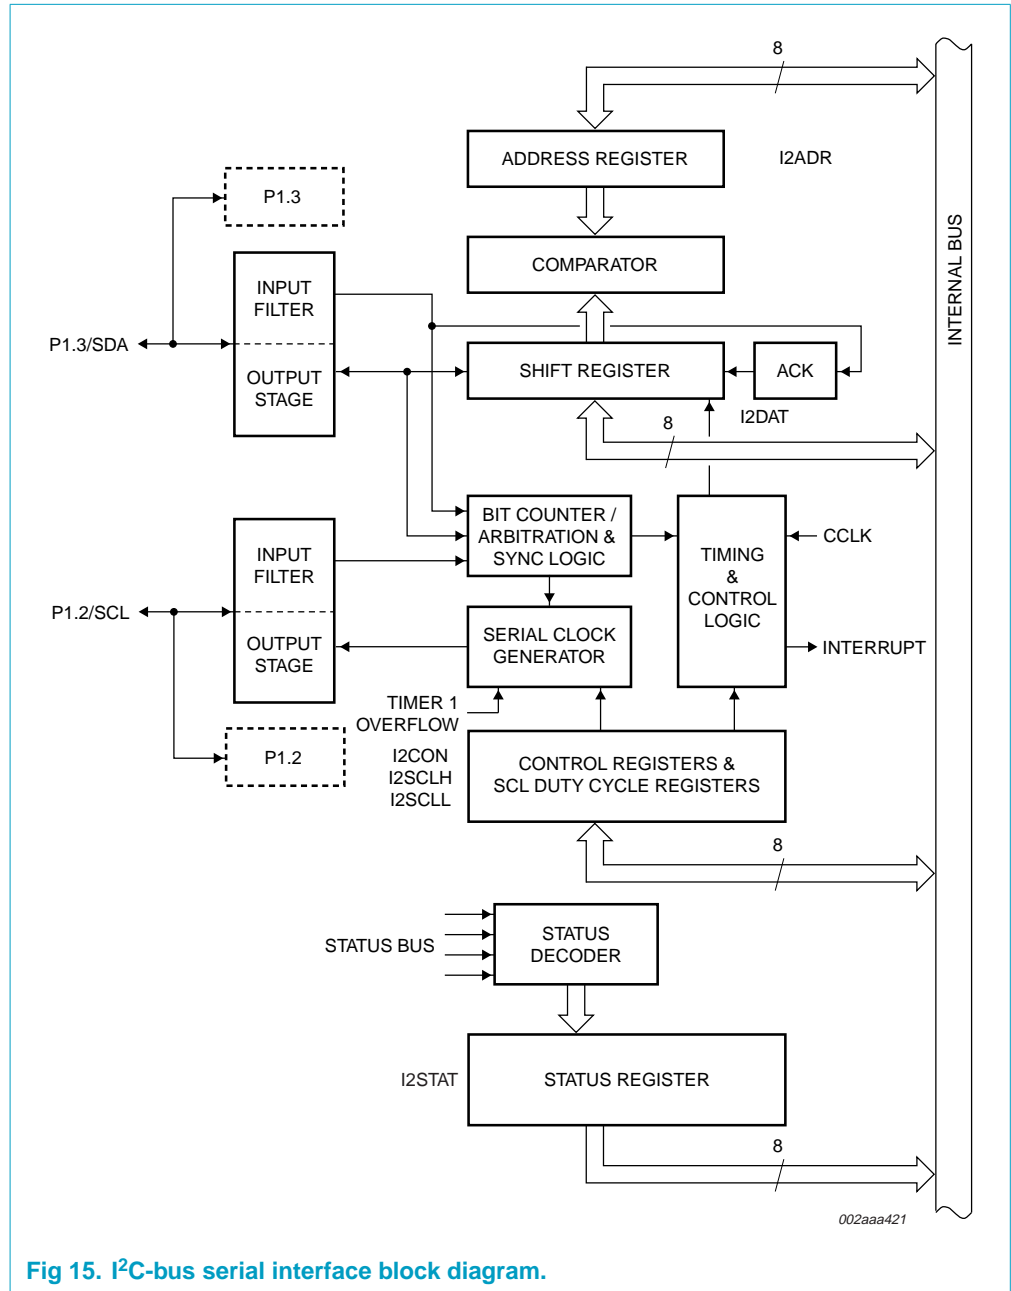 8
ADDRESS REGISTER
I2ADR
P1.3
INTERNAL BUS
COMPARATOR
INPUT
FILTER
P1.3/SDA
OUTPUT
STAGE
SHIFT REGISTER
ACK
I2DAT
8
BIT COUNTER /
ARBITRATION &
SYNC LOGIC
INPUT
FILTER
TIMING
&
CONTROL
LOGIC
CCLK
P1.2/SCL
OUTPUT
STAGE
SERIAL CLOCK
GENERATOR
INTERRUPT
TIMER 1
OVERFLOW
P1.2
I2CON
I2SCLH
I2SCLL
CONTROL REGISTERS &
SCL DUTY CYCLE REGISTERS
8
STATUS BUS
STATUS
DECODER
I2STAT
STATUS REGISTER
8
002aaa421
Fig 15. I²C-bus serial interface block diagram.